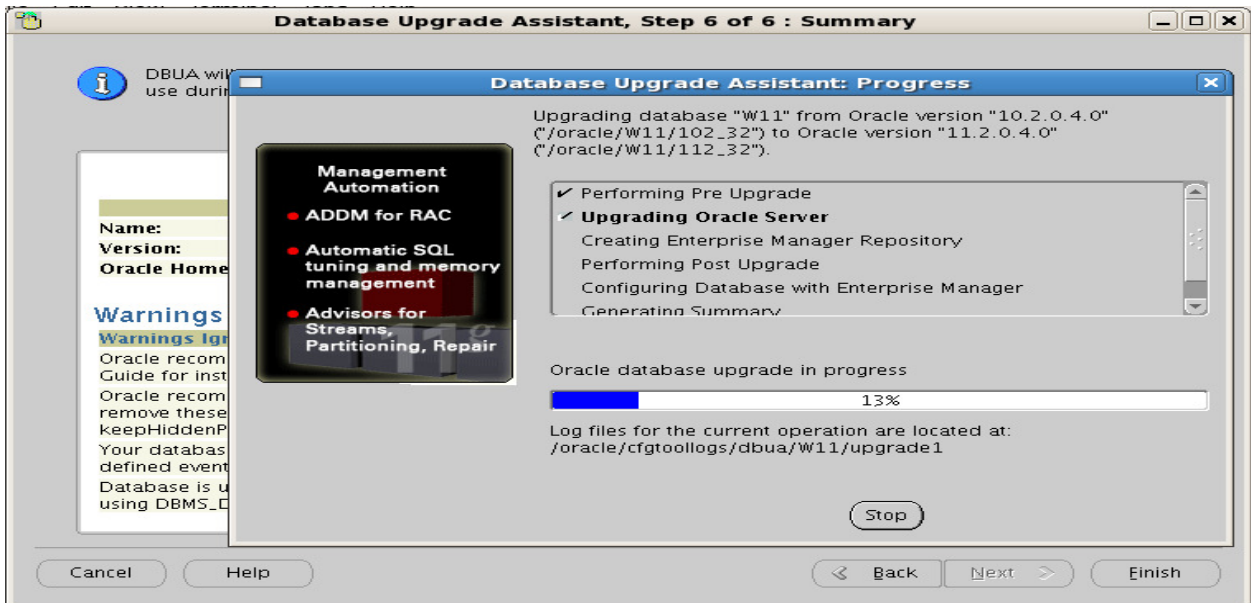 Database Upgrade Assistant, Step 6 of 6 : Summary
DBUA will
use durin
Database Upgrade Assistant: Progress
Upgrading database "W11" from Oracle version "10.2.0.4.0"
("/oracle/W11/102_32") to Oracle version "11.2.0.4.0"
("/oracle/W11/112_32").
Management
Automation
ADDM for RAC
Automatic SQL
tuning and memory
management
Advisors for
Streams,
Partitioning, Repair
11g
Performing Pre Upgrade
Upgrading Oracle Server
Creating Enterprise Manager Repository
Performing Post Upgrade
Configuring Database with Enterprise Manager
Generating Summary
Name:
Version:
Oracle Home
Warnings
Warnings Ign
Oracle recom
Guide for inst
Oracle recom
remove these
keepHiddenP
Your databas
defined event
Database is u
using DBMS_D
Oracle database upgrade in progress
13%
Log files for the current operation are located at:
/oracle/cfgtoollogs/dbua/W11/upgrade1
Stop
Cancel
Help
Back
Next
Finish